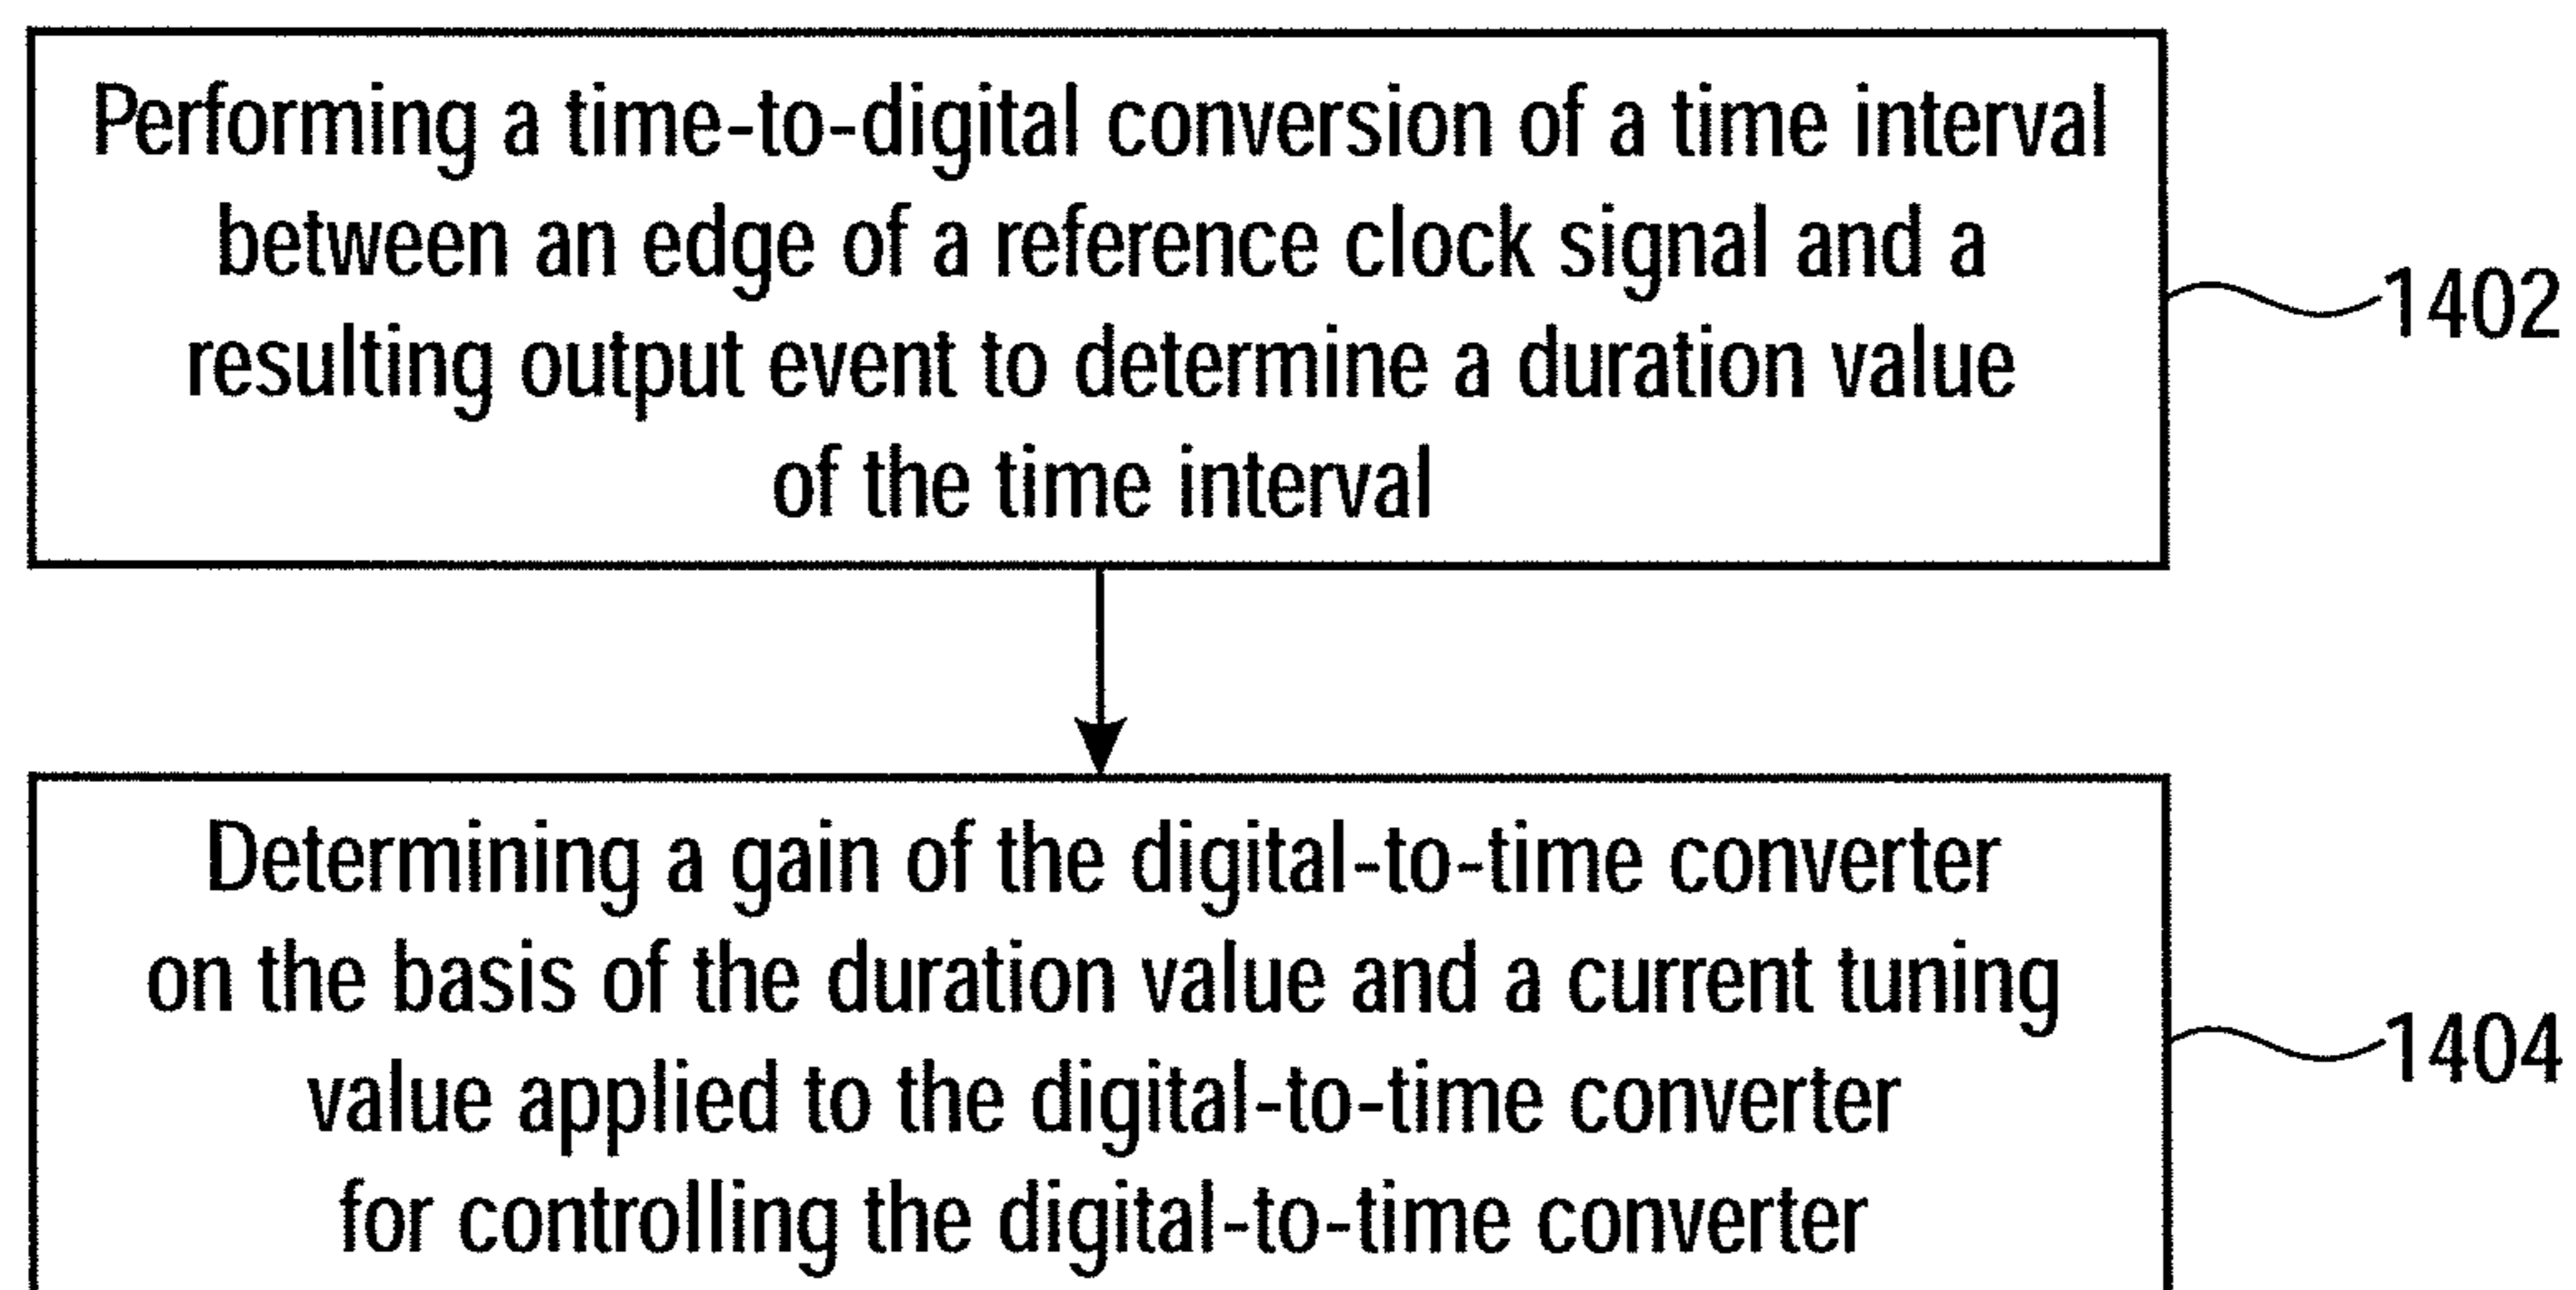 Performing a time-to-digital conversion of a time interval
between an edge of a reference clock signal and a
resulting output event to determine a duration value
of the time interval
1402
Determining a gain of the digital-to-time converter
on the basis of the duration value and a current tuning
value applied to the digital-to-time converter
for controlling the digital-to-time converter
1404